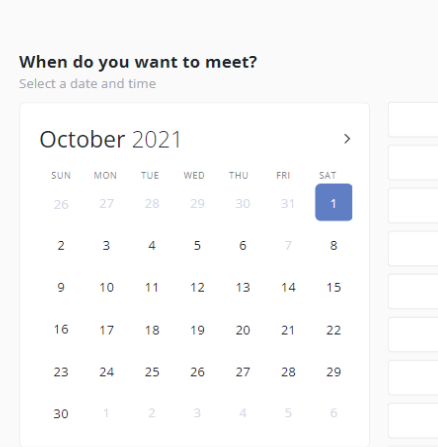 When do you want to meet?
Select a date and time
October 2021
SUN MON TUE WED THU FRI SAT
26 27 28 29 30 31 1
2 3 4 5 6 7 8
9 10 11 12 13 14 15
16 17 18 19 20 21 22
23 24 25 26 27 28 29
30 1 2 3 4 5 6